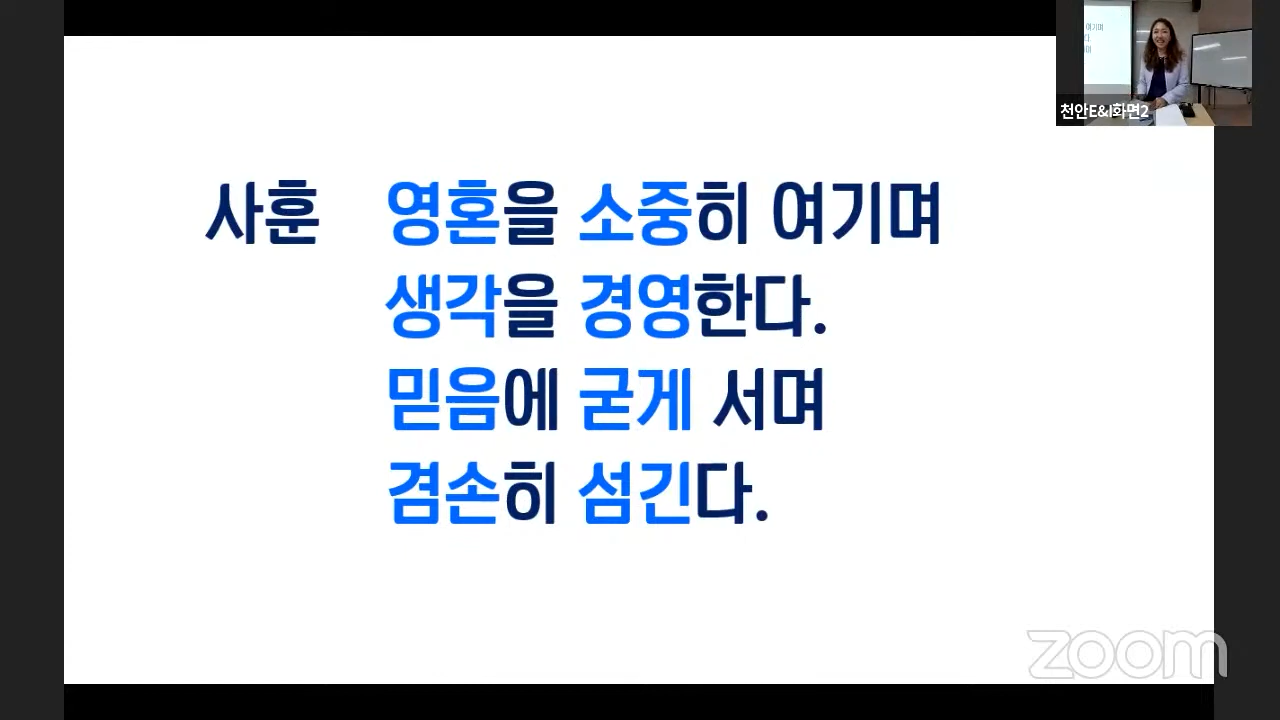 사훈 영혼을 소중히 여기며
생각을 경영한다.
믿음에 굳게 서며
겸손히 섬긴다.
천안E&I화면2
zoom